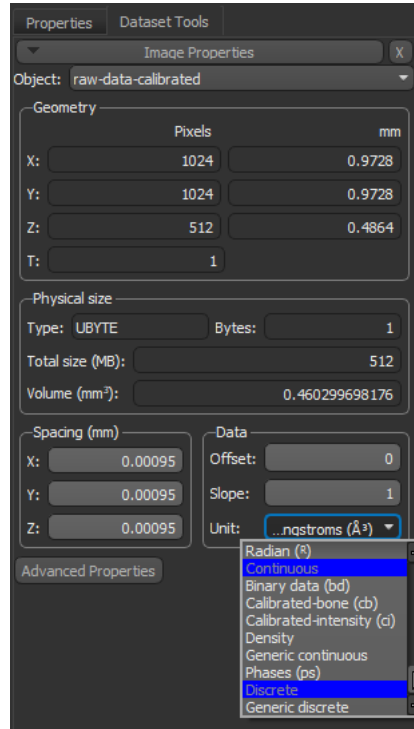 Properties Dataset Tools
Image Properties X
Object: raw-data-calibrated
Geometry
Pixels mm
X: 1024 0.9728
Y: 1024 0.9728
Z: 512 0.4864
T: 1
Physical size
Type: UBYTE Bytes: 1
Total size (MB): 512
Volume (mm³): 0.460299698176
Spacing (mm) Data
X: 0.00095 Offset: 0
Y: 0.00095 Slope: 1
Z: 0.00095 Unit: ...ngstroms (Å³)
Advanced Properties
Radian (ᴿ)
Continuous
Binary data (bd)
Calibrated-bone (cb)
Calibrated-intensity (ci)
Density
Generic continuous
Phases (ps)
Discrete
Generic discrete